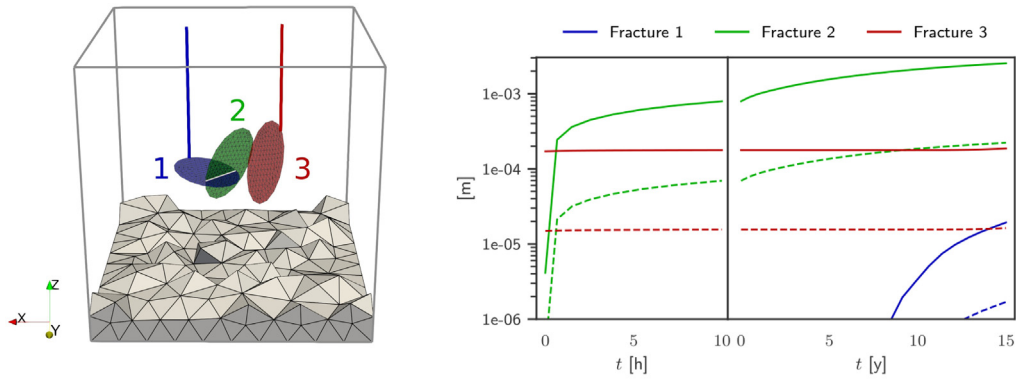 1
2
3
Z
X
Y
Fracture 1 Fracture 2 Fracture 3
[m]
1e-03
1e-04
1e-05
1e-06
0 5 10 0 5 10 15
t [h] t [y]